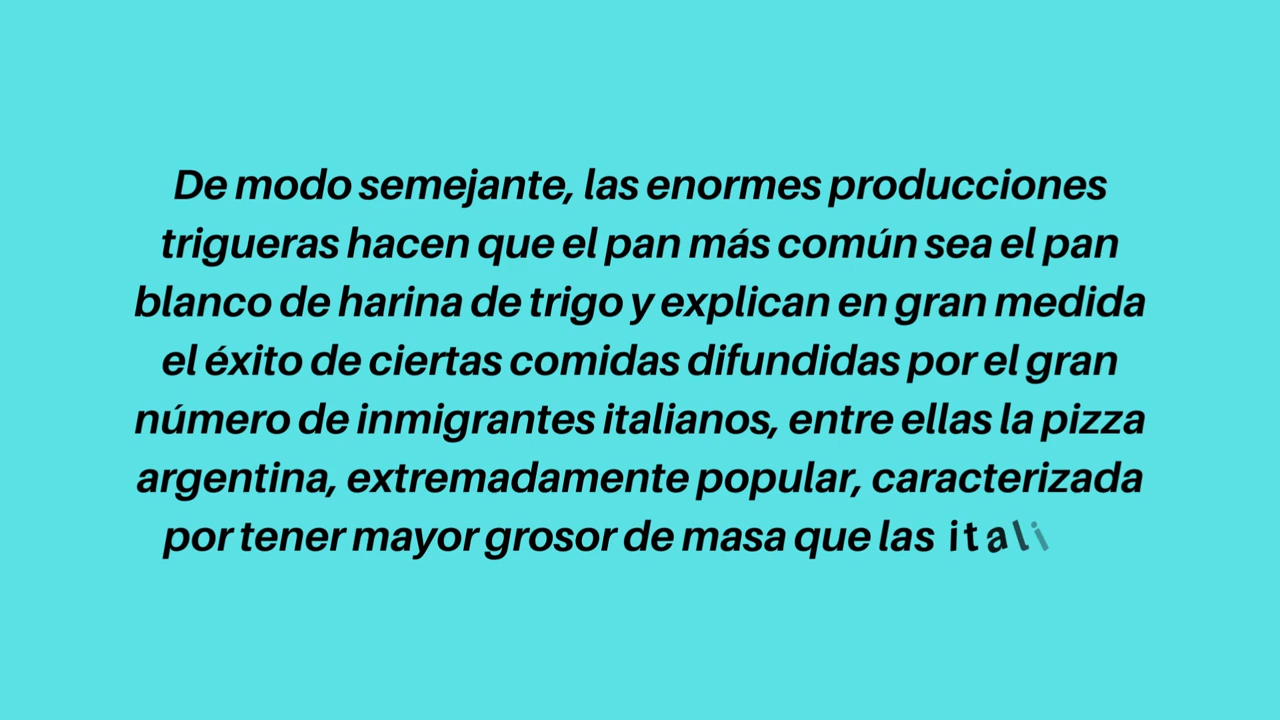 De modo semejante, las enormes producciones
trigueras hacen que el pan más común sea el pan
blanco de harina de trigo y explican en gran medida
el éxito de ciertas comidas difundidas por el gran
número de inmigrantes italianos, entre ellas la pizza
argentina, extremadamente popular, caracterizada
por tener mayor grosor de masa que las itali